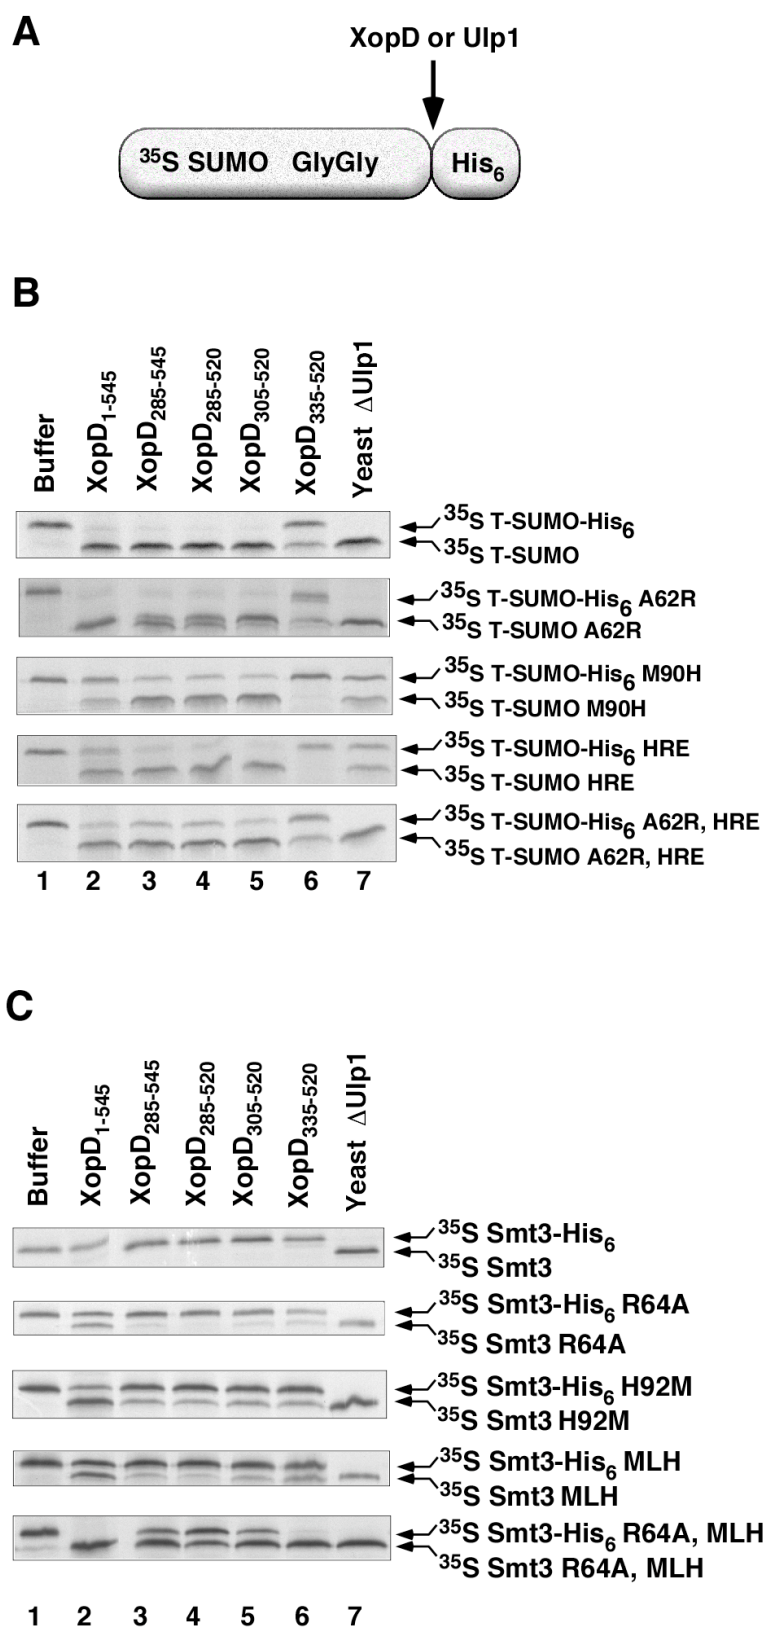 A
XopD or Ulp1
35S SUMO GlyGly
His6
B
Buffer
XopD1-545
XopD285-545
XopD285-520
XopD305-520
XopD335-520
Yeast ΔUlp1
35S T-SUMO-His6
35S T-SUMO
35S T-SUMO-His6 A62R
35S T-SUMO A62R
35S T-SUMO-His6 M90H
35S T-SUMO M90H
35S T-SUMO-His6 HRE
35S T-SUMO HRE
35S T-SUMO-His6 A62R, HRE
35S T-SUMO A62R, HRE
1 2 3 4 5 6 7
C
Buffer
XopD1-545
XopD285-545
XopD285-520
XopD305-520
XopD335-520
Yeast ΔUlp1
35S Smt3-His6
35S Smt3
35S Smt3-His6 R64A
35S Smt3 R64A
35S Smt3-His6 H92M
35S Smt3 H92M
35S Smt3-His6 MLH
35S Smt3 MLH
35S Smt3-His6 R64A, MLH
35S Smt3 R64A, MLH
1 2 3 4 5 6 7